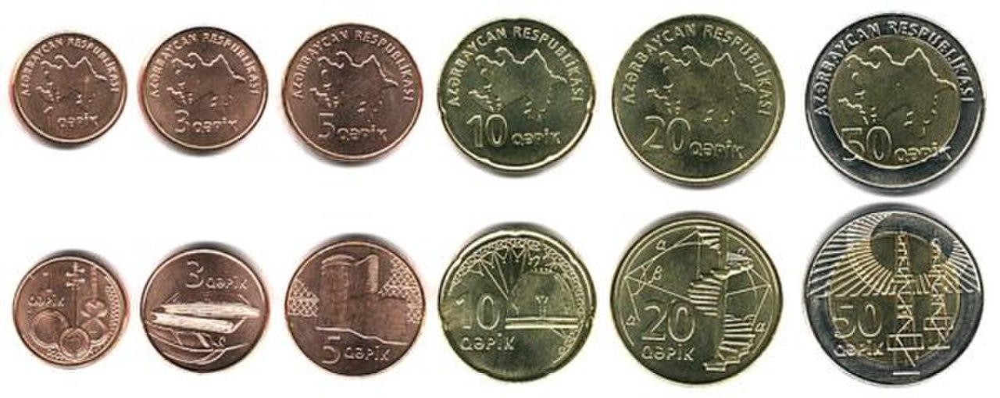 AZƏRBAYCAN RESPUBLİKASI
1 qəpik
AZƏRBAYCAN RESPUBLİKASI
3 qəpik
AZƏRBAYCAN RESPUBLİKASI
5 qəpik
AZƏRBAYCAN RESPUBLİKASI
10 qəpik
AZƏRBAYCAN RESPUBLİKASI
20 qəpik
AZƏRBAYCAN RESPUBLİKASI
50 qəpik
1
qəpik
3 qəpik
5 qəpik
10
qəpik
α
β
20
α
qəpik
50
qəpik